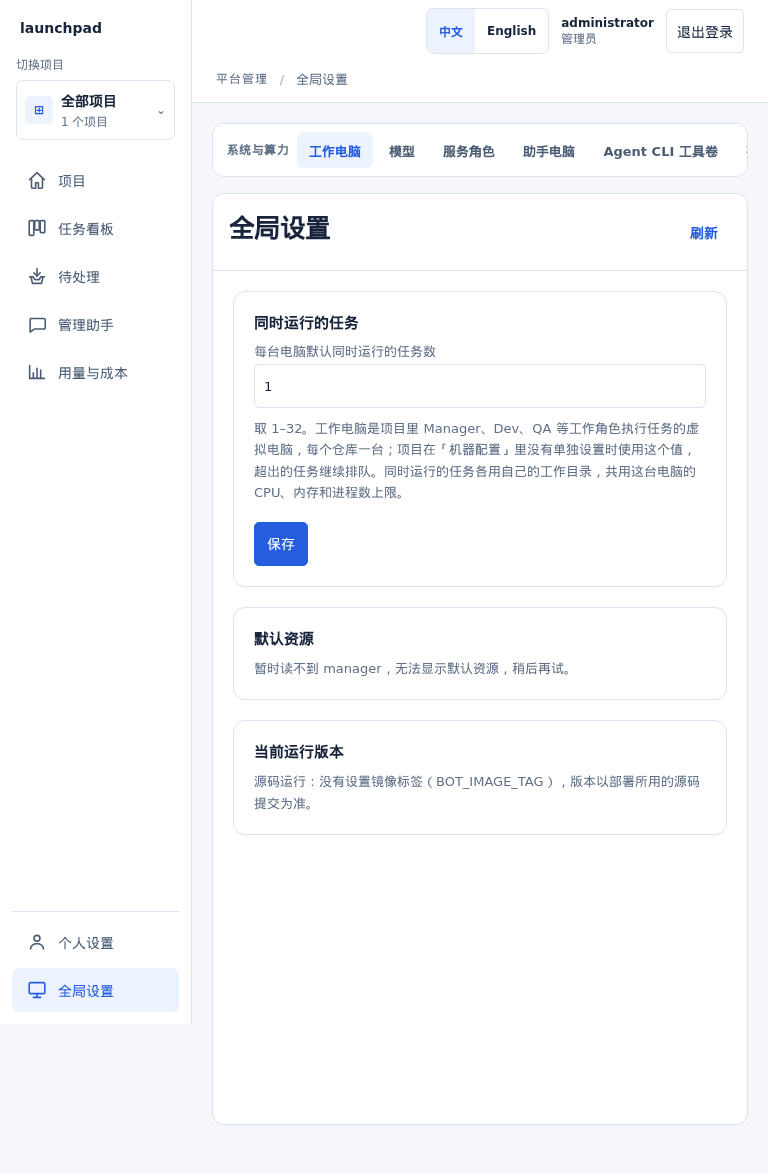 launchpad
切换项目
全部项目
1 个项目
项目
任务看板
待处理
管理助手
用量与成本
个人设置
全局设置
中文
English
administrator
管理员
退出登录
平台管理 / 全局设置
系统与算力
工作电脑
模型
服务角色
助手电脑
Agent CLI 工具卷
全局设置
刷新
同时运行的任务
每台电脑默认同时运行的任务数
1
取 1–32。工作电脑是项目里 Manager、Dev、QA 等工作角色执行任务的虚
拟电脑，每个仓库一台；项目在「机器配置」里没有单独设置时使用这个值，
超出的任务继续排队。同时运行的任务各用自己的工作目录，共用这台电脑的
CPU、内存和进程数上限。
保存
默认资源
暂时读不到 manager，无法显示默认资源，稍后再试。
当前运行版本
源码运行：没有设置镜像标签（BOT_IMAGE_TAG），版本以部署所用的源码
提交为准。